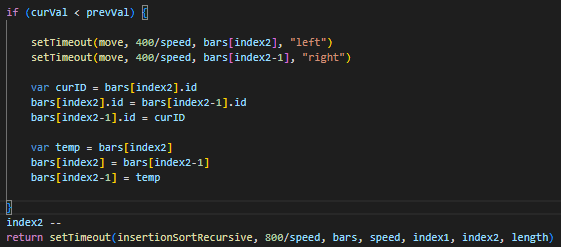 if (curVal < prevVal) {
setTimeout(move, 400/speed, bars[index2], "left")
setTimeout(move, 400/speed, bars[index2-1], "right")
var curID = bars[index2].id
bars[index2].id = bars[index2-1].id
bars[index2-1].id = curID
var temp = bars[index2]
bars[index2] = bars[index2-1]
bars[index2-1] = temp
}
index2 --
return setTimeout(insertionSortRecursive, 800/speed, bars, speed, index1, index2, length)